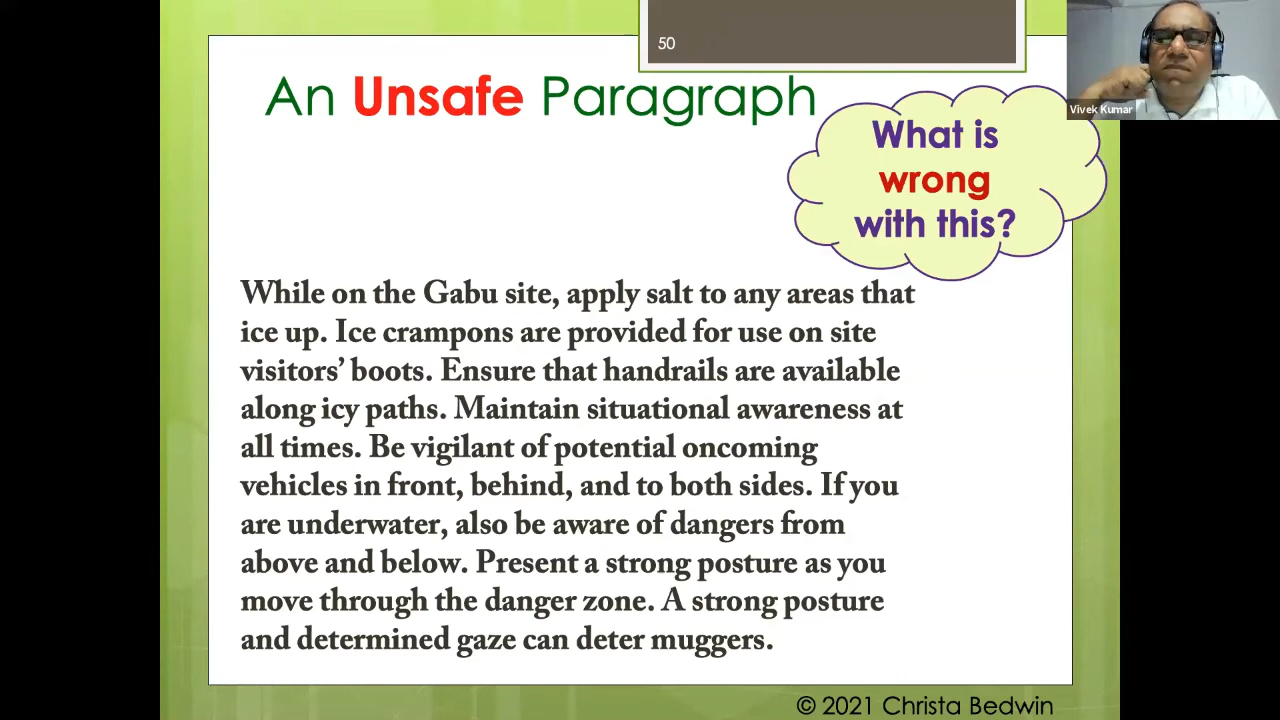 50
An Unsafe Paragraph
What is
wrong
with this?
Vivek Kumar
While on the Gabu site, apply salt to any areas that
ice up. Ice crampons are provided for use on site
visitors’ boots. Ensure that handrails are available
along icy paths. Maintain situational awareness at
all times. Be vigilant of potential oncoming
vehicles in front, behind, and to both sides. If you
are underwater, also be aware of dangers from
above and below. Present a strong posture as you
move through the danger zone. A strong posture
and determined gaze can deter muggers.
© 2021 Christa Bedwin